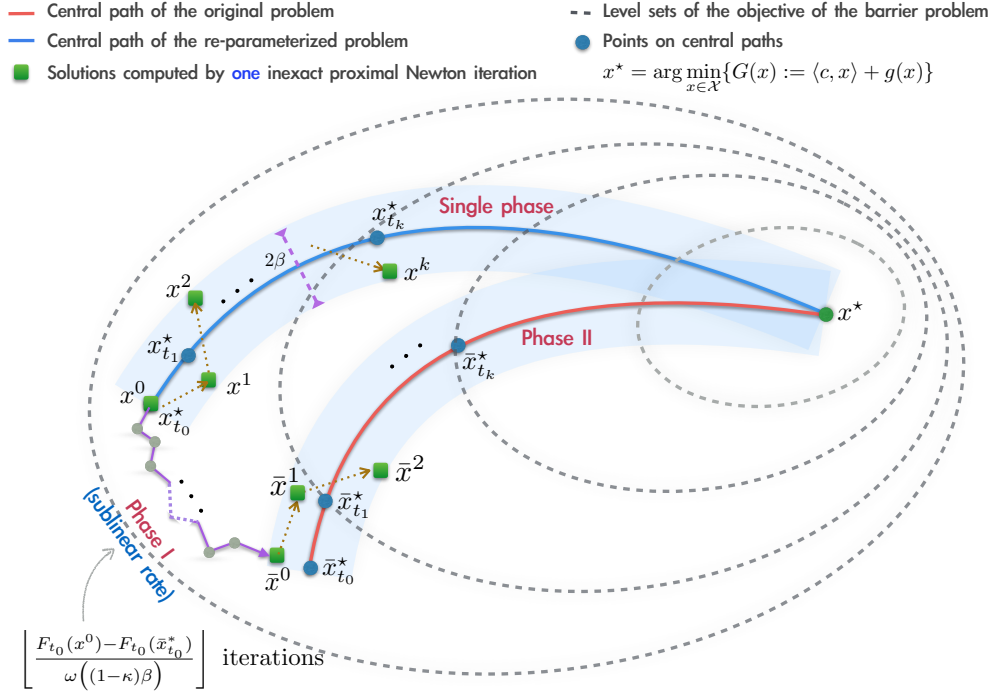 Central path of the original problem
Central path of the re-parameterized problem
Solutions computed by one inexact proximal Newton iteration
Level sets of the objective of the barrier problem
Points on central paths
x^⋆ = arg min_{x∈𝒳} {G(x) := ⟨c, x⟩ + g(x)}
Single phase
x^⋆_{t_k}
2β
x^k
x^2
x^⋆_{t_1}
x^1
x^0
x^⋆_{t_0}
x^⋆
Phase II
x̄^⋆_{t_k}
x̄^1
x̄^2
x̄^⋆_{t_1}
x̄^0
x̄^⋆_{t_0}
Phase I
(sublinear rate)
⌊ (F_{t_0}(x^0)−F_{t_0}(x̄^*_{t_0})) / ω((1−κ)β) ⌋ iterations